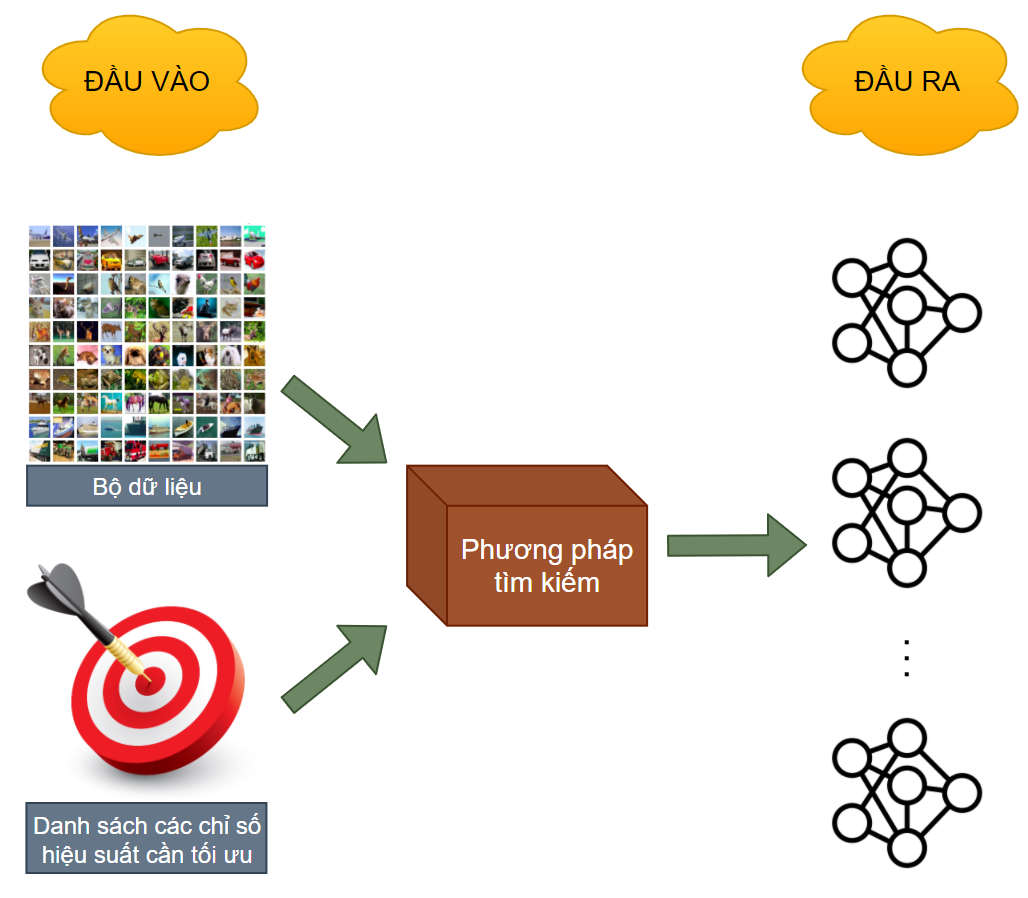 ĐẦU VÀO
ĐẦU RA
Bộ dữ liệu
Phương pháp
tìm kiếm
Danh sách các chỉ số
hiệu suất cần tối ưu